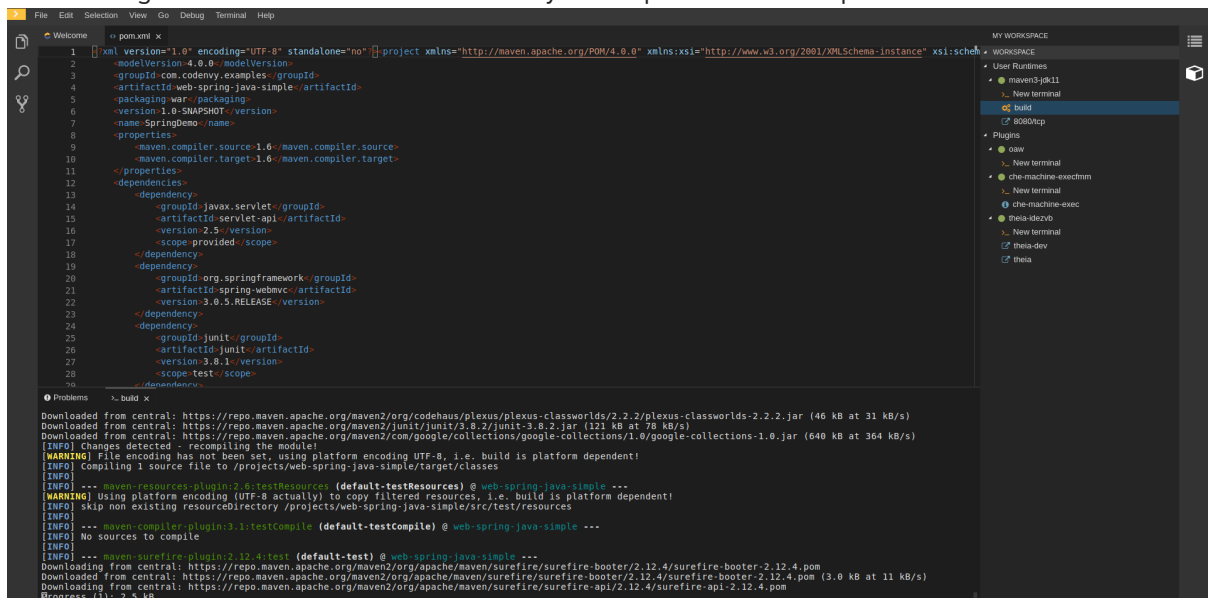 File Edit Selection View Go Debug Terminal Help
Welcome
pom.xml ×
1 <?xml version="1.0" encoding="UTF-8" standalone="no"?><project xmlns="http://maven.apache.org/POM/4.0.0" xmlns:xsi="http://www.w3.org/2001/XMLSchema-instance" xsi:schem
2 <modelVersion>4.0.0</modelVersion>
3 <groupId>com.codenvy.examples</groupId>
4 <artifactId>web-spring-java-simple</artifactId>
5 <packaging>war</packaging>
6 <version>1.0-SNAPSHOT</version>
7 <name>SpringDemo</name>
8 <properties>
9 <maven.compiler.source>1.6</maven.compiler.source>
10 <maven.compiler.target>1.6</maven.compiler.target>
11 </properties>
12 <dependencies>
13 <dependency>
14 <groupId>javax.servlet</groupId>
15 <artifactId>servlet-api</artifactId>
16 <version>2.5</version>
17 <scope>provided</scope>
18 </dependency>
19 <dependency>
20 <groupId>org.springframework</groupId>
21 <artifactId>spring-webmvc</artifactId>
22 <version>3.0.5.RELEASE</version>
23 </dependency>
24 <dependency>
25 <groupId>junit</groupId>
26 <artifactId>junit</artifactId>
27 <version>3.8.1</version>
28 <scope>test</scope>
29 </dependency>
Problems
>_ build ×
Downloaded from central: https://repo.maven.apache.org/maven2/org/codehaus/plexus/plexus-classworlds/2.2.2/plexus-classworlds-2.2.2.jar (46 kB at 31 kB/s)
Downloaded from central: https://repo.maven.apache.org/maven2/junit/junit/3.8.2/junit-3.8.2.jar (121 kB at 78 kB/s)
Downloaded from central: https://repo.maven.apache.org/maven2/com/google/collections/google-collections/1.0/google-collections-1.0.jar (640 kB at 364 kB/s)
[INFO] Changes detected - recompiling the module!
[WARNING] File encoding has not been set, using platform encoding UTF-8, i.e. build is platform dependent!
[INFO] Compiling 1 source file to /projects/web-spring-java-simple/target/classes
[INFO]
[INFO] --- maven-resources-plugin:2.6:testResources (default-testResources) @ web-spring-java-simple ---
[WARNING] Using platform encoding (UTF-8 actually) to copy filtered resources, i.e. build is platform dependent!
[INFO] skip non existing resourceDirectory /projects/web-spring-java-simple/src/test/resources
[INFO]
[INFO] --- maven-compiler-plugin:3.1:testCompile (default-testCompile) @ web-spring-java-simple ---
[INFO] No sources to compile
[INFO]
[INFO] --- maven-surefire-plugin:2.12.4:test (default-test) @ web-spring-java-simple ---
Downloading from central: https://repo.maven.apache.org/maven2/org/apache/maven/surefire/surefire-booter/2.12.4/surefire-booter-2.12.4.pom
Downloaded from central: https://repo.maven.apache.org/maven2/org/apache/maven/surefire/surefire-booter/2.12.4/surefire-booter-2.12.4.pom (3.0 kB at 11 kB/s)
Downloading from central: https://repo.maven.apache.org/maven2/org/apache/maven/surefire/surefire-api/2.12.4/surefire-api-2.12.4.pom
Progress (1): 2.5 kB
MY WORKSPACE
WORKSPACE
User Runtimes
maven3-jdk11
>_ New terminal
build
8080/tcp
Plugins
oaw
>_ New terminal
che-machine-execfmm
>_ New terminal
che-machine-exec
theia-idezvb
>_ New terminal
theia-dev
theia